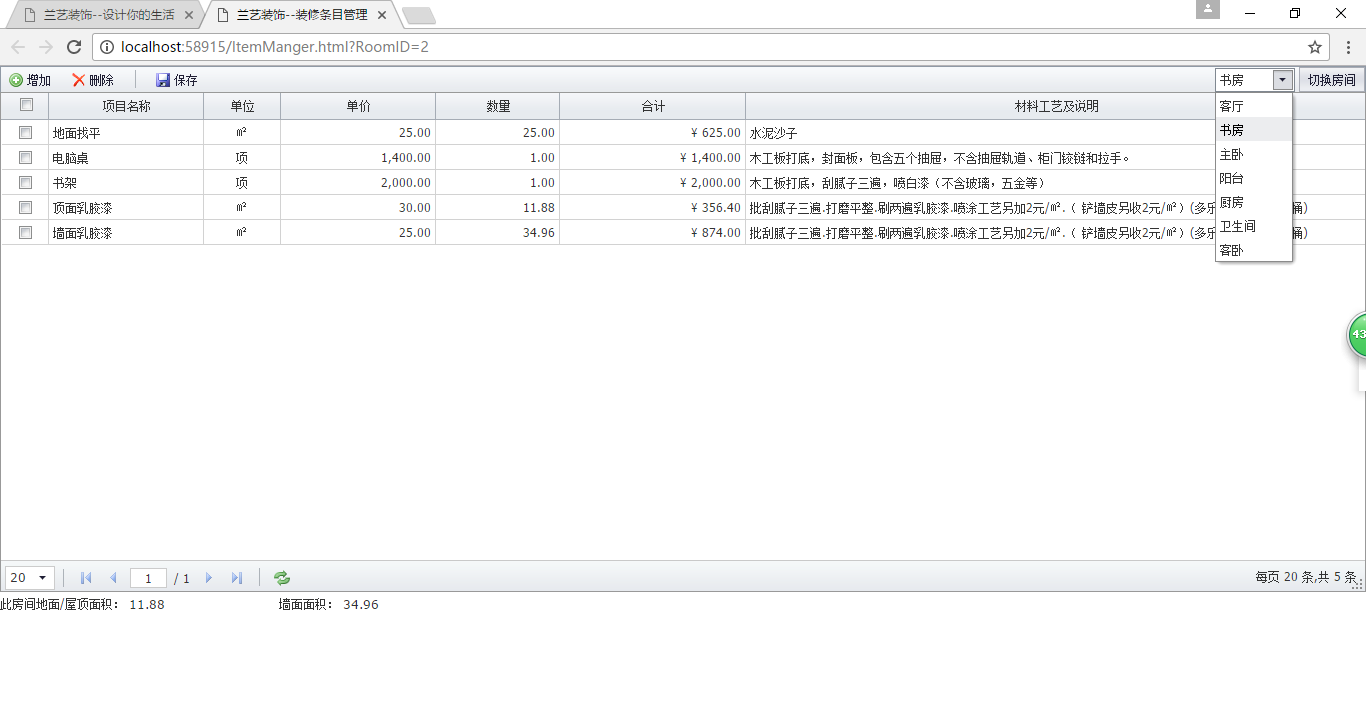 兰艺装饰--设计你的生活 兰艺装饰--装修条目管理
localhost:58915/ItemManger.html?RoomID=2
增加 删除 保存 书房 切换房间
项目名称 单位 单价 数量 合计 材料工艺及说明
地面找平 ㎡ 25.00 25.00 ¥ 625.00 水泥沙子
电脑桌 项 1,400.00 1.00 ¥ 1,400.00 木工板打底，封面板，包含五个抽屉，不含抽屉轨道、柜门铰链和拉手。
书架 项 2,000.00 1.00 ¥ 2,000.00 木工板打底，刮腻子三遍，喷白漆（不含玻璃，五金等）
顶面乳胶漆 ㎡ 30.00 11.88 ¥ 356.40 批刮腻子三遍.打磨平整.刷两遍乳胶漆.喷涂工艺另加2元/㎡.（ 铲墙皮另收2元/㎡）(多乐 桶)
墙面乳胶漆 ㎡ 25.00 34.96 ¥ 874.00 批刮腻子三遍.打磨平整.刷两遍乳胶漆.喷涂工艺另加2元/㎡.（ 铲墙皮另收2元/㎡）(多乐 桶)
客厅
书房
主卧
阳台
厨房
卫生间
客卧
43
20 1 / 1 每页 20 条,共 5 条
此房间地面/屋顶面积： 11.88 墙面面积： 34.96